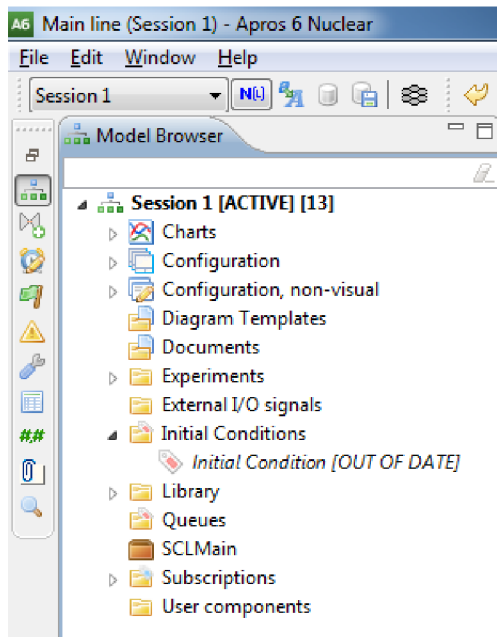 A6 Main line (Session 1) - Apros 6 Nuclear
File Edit Window Help
Session 1 N(L) aA
Model Browser
Session 1 [ACTIVE] [13]
Charts
Configuration
Configuration, non-visual
Diagram Templates
Documents
Experiments
External I/O signals
#,# Initial Conditions
Initial Condition [OUT OF DATE]
Library
Queues
SCLMain
Subscriptions
User components